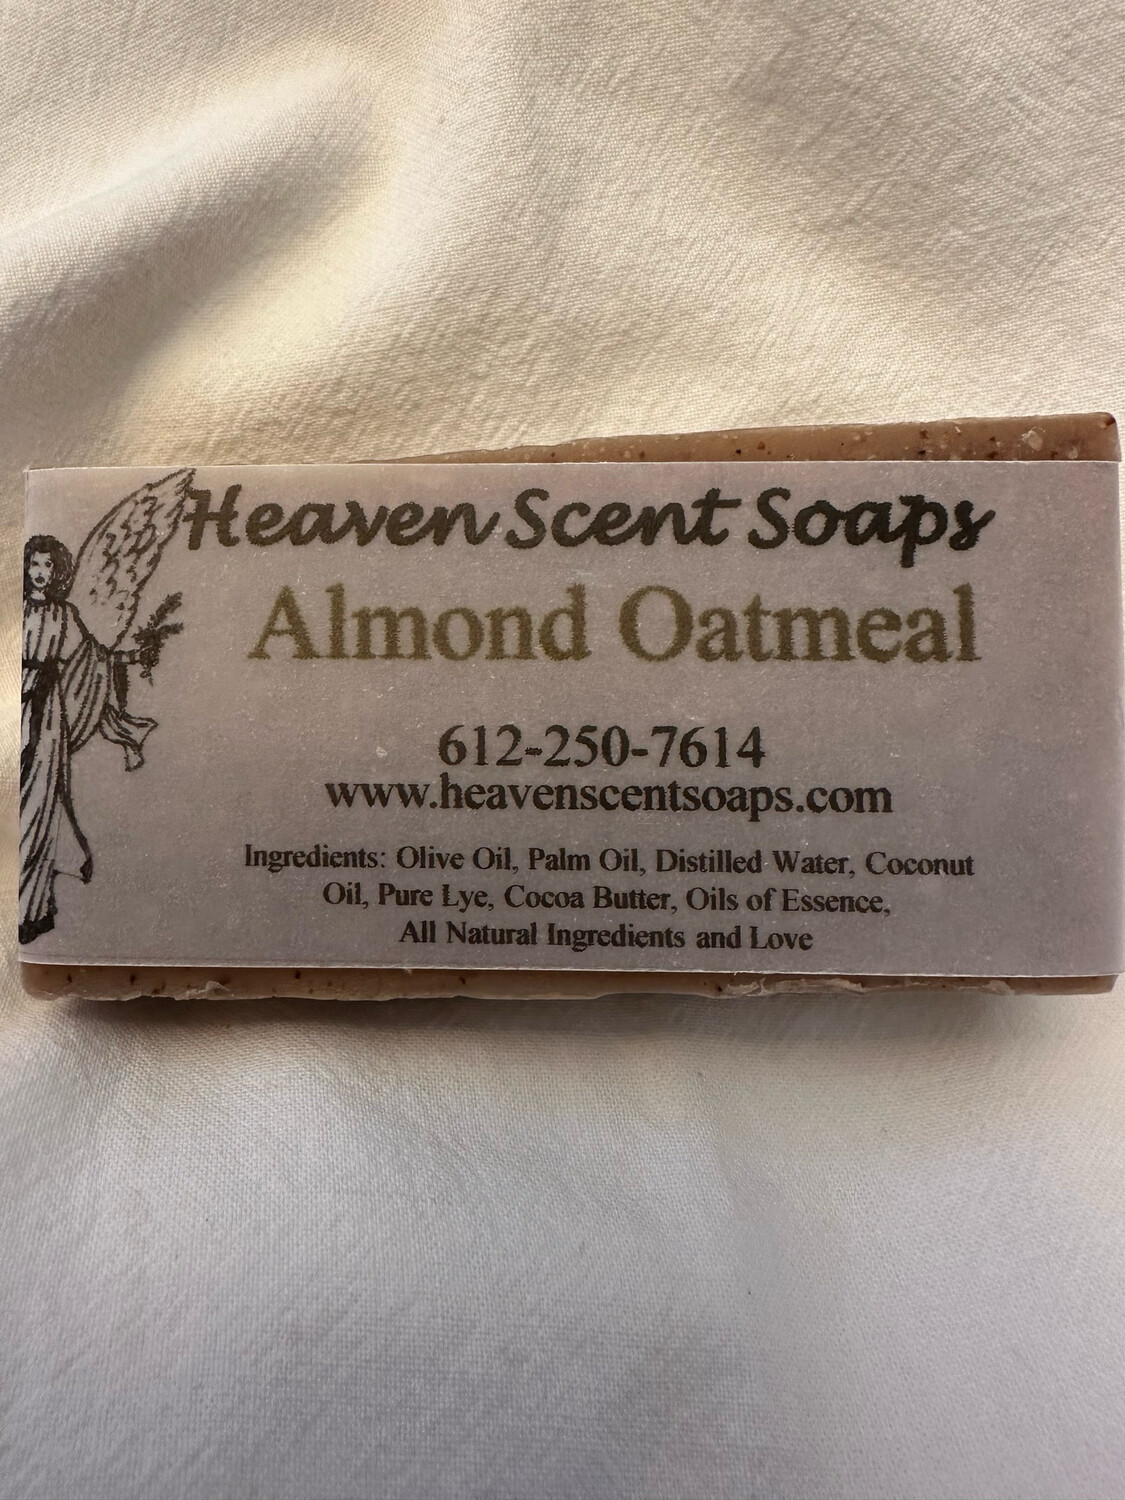 Heaven Scent Soaps
Almond Oatmeal
612-250-7614
www.heavenscentsoaps.com
Ingredients: Olive Oil, Palm Oil, Distilled Water, Coconut
Oil, Pure Lye, Cocoa Butter, Oils of Essence,
All Natural Ingredients and Love